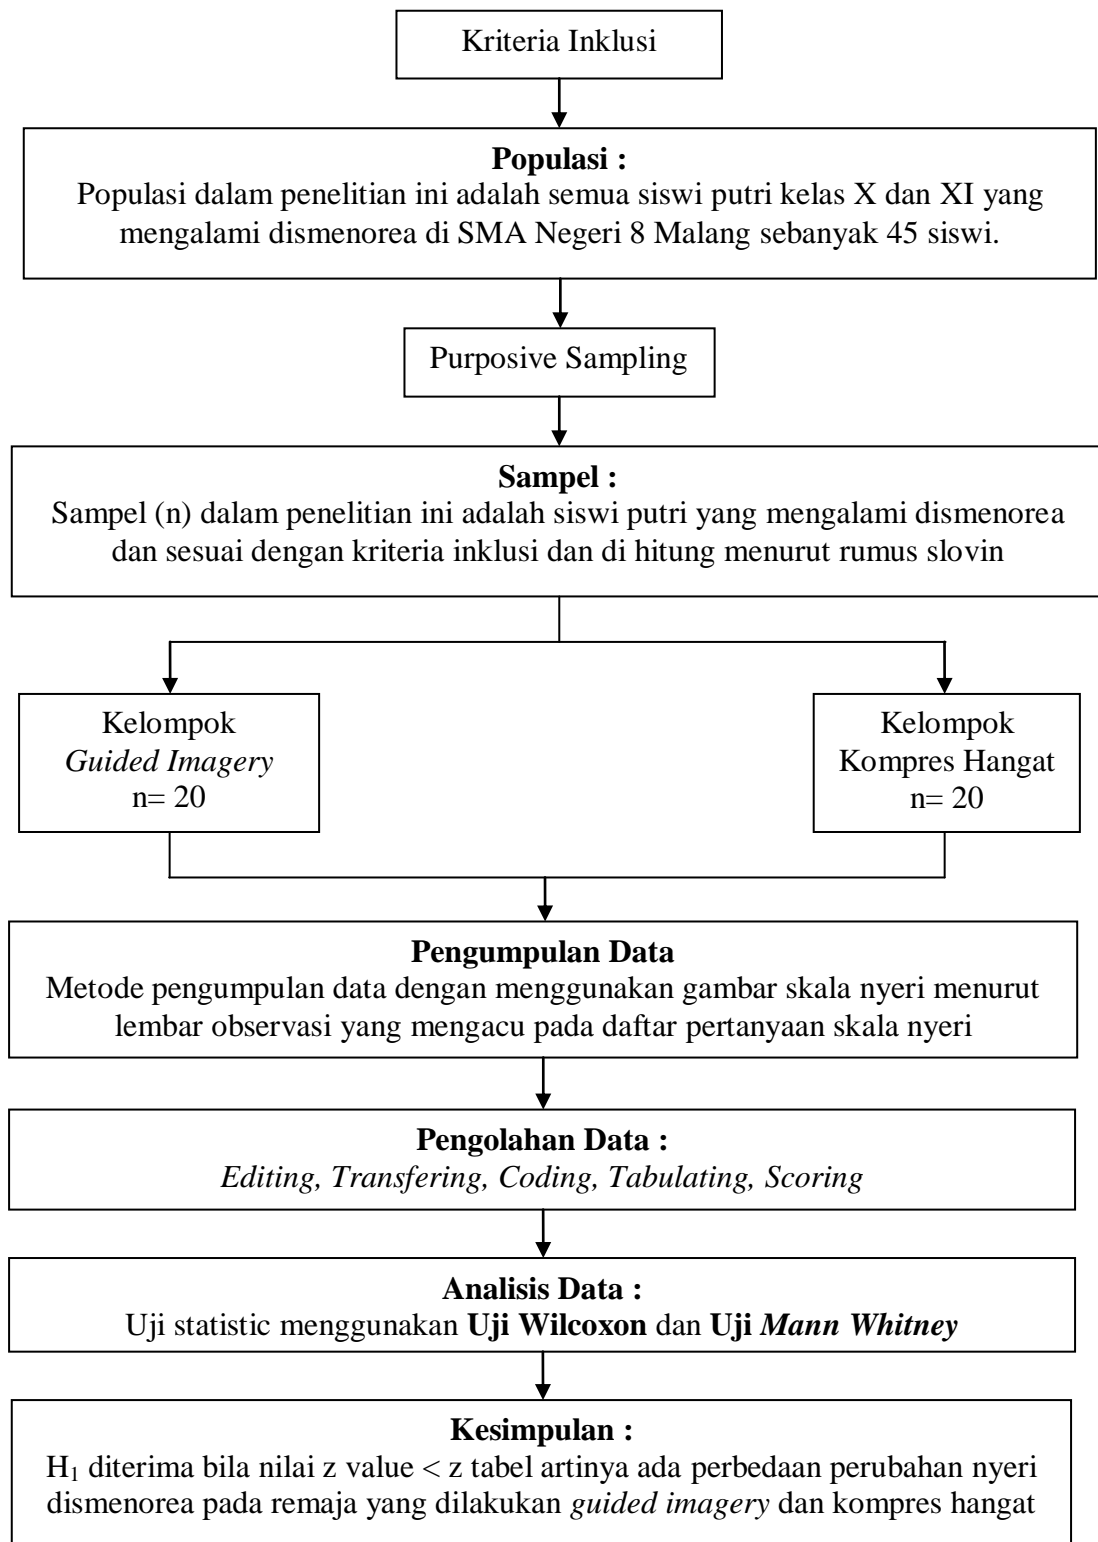 Kriteria Inklusi
Populasi :
Populasi dalam penelitian ini adalah semua siswi putri kelas X dan XI yang
mengalami dismenorea di SMA Negeri 8 Malang sebanyak 45 siswi.
Purposive Sampling
Sampel :
Sampel (n) dalam penelitian ini adalah siswi putri yang mengalami dismenorea
dan sesuai dengan kriteria inklusi dan di hitung menurut rumus slovin
Kelompok
Guided Imagery
n= 20
Kelompok
Kompres Hangat
n= 20
Pengumpulan Data
Metode pengumpulan data dengan menggunakan gambar skala nyeri menurut
lembar observasi yang mengacu pada daftar pertanyaan skala nyeri
Pengolahan Data :
Editing, Transfering, Coding, Tabulating, Scoring
Analisis Data :
Uji statistic menggunakan Uji Wilcoxon dan Uji Mann Whitney
Kesimpulan :
H₁ diterima bila nilai z value < z tabel artinya ada perbedaan perubahan nyeri
dismenorea pada remaja yang dilakukan guided imagery dan kompres hangat